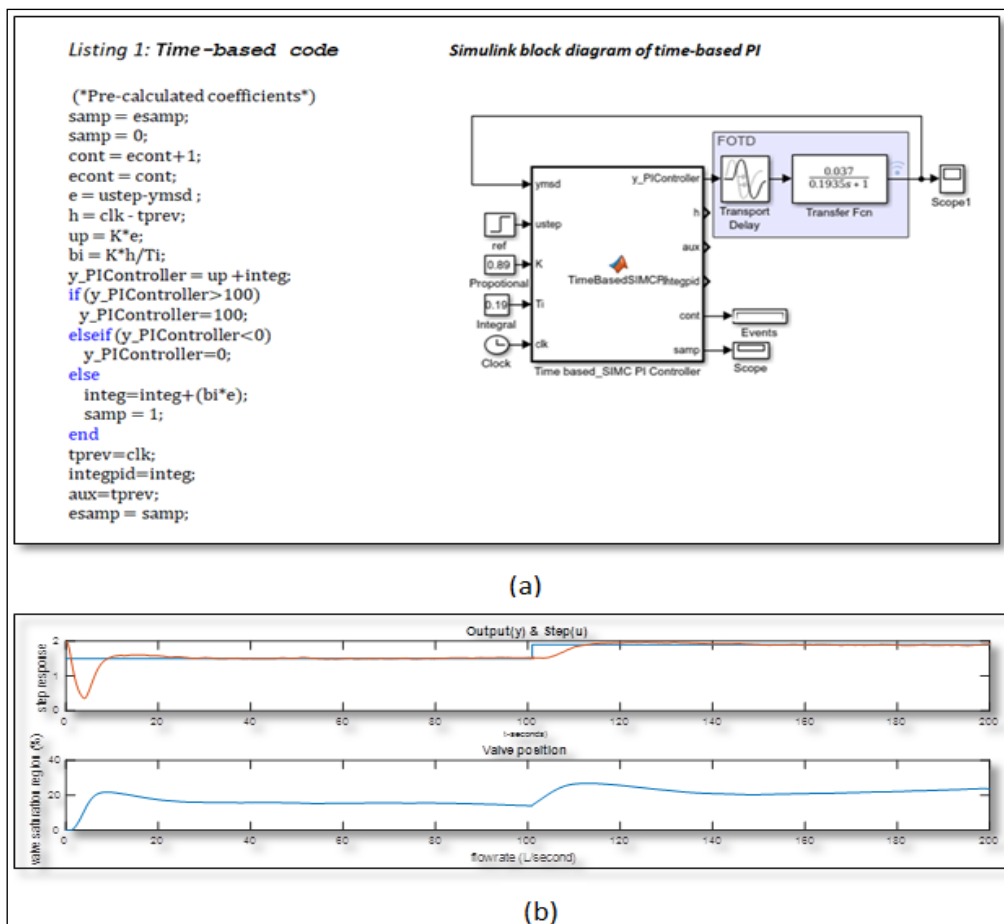 Listing 1: Time-based code
(*Pre-calculated coefficients*)
samp = esamp;
samp = 0;
cont = econt+1;
econt = cont;
e = ustep-ymsd ;
h = clk - tprev;
up = K*e;
bi = K*h/Ti;
y_PIController = up +integ;
if (y_PIController>100)
y_PIController=100;
elseif (y_PIController<0)
y_PIController=0;
else
integ=integ+(bi*e);
samp = 1;
end
tprev=clk;
integpid=integ;
aux=tprev;
esamp = samp;
Simulink block diagram of time-based PI
FOTD
ymsd
y_PIController
0.037
0.1935s + 1
Transport
Delay
Transfer Fcn
Scope1
ustep
h
ref
aux
0.89
K
Propotional
TimeBasedSIMCPI
integpid
0.19
Ti
Integral
cont
Events
clk
Clock
samp
Scope
Time based_SIMC PI Controller
(a)
Output(y) & Step(u)
step response
2
1
0
0 20 40 60 80 100 120 140 160 180 200
t-seconds)
Valve position
valve saturation region (%)
40
20
0
0 20 40 60 80 100 120 140 160 180 200
flowrate (L/second)
(b)